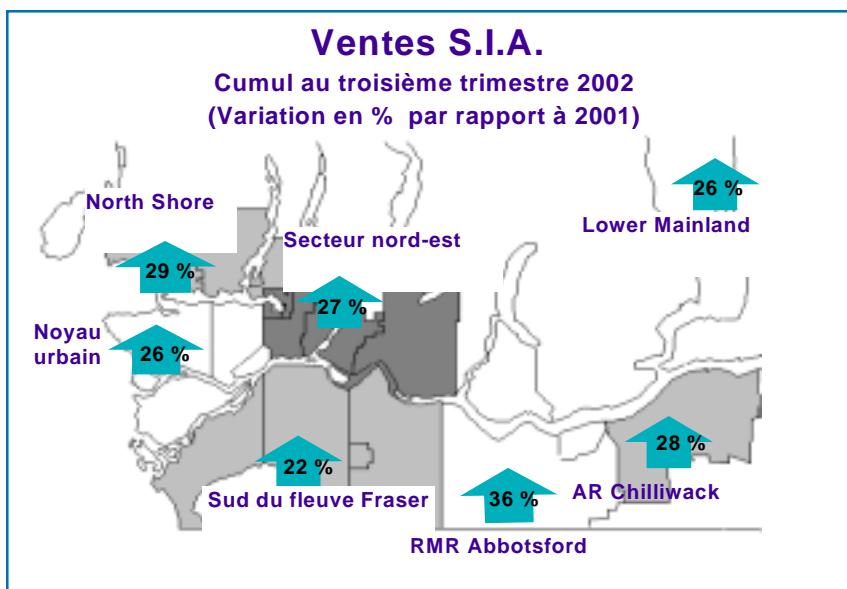 Ventes S.I.A.
Cumul au troisième trimestre 2002
(Variation en % par rapport à 2001)
26 %
Lower Mainland
North Shore
29 %
Secteur nord-est
27 %
Noyau
urbain
26 %
22 %
Sud du fleuve Fraser
36 %
RMR Abbotsford
28 %
AR Chilliwack